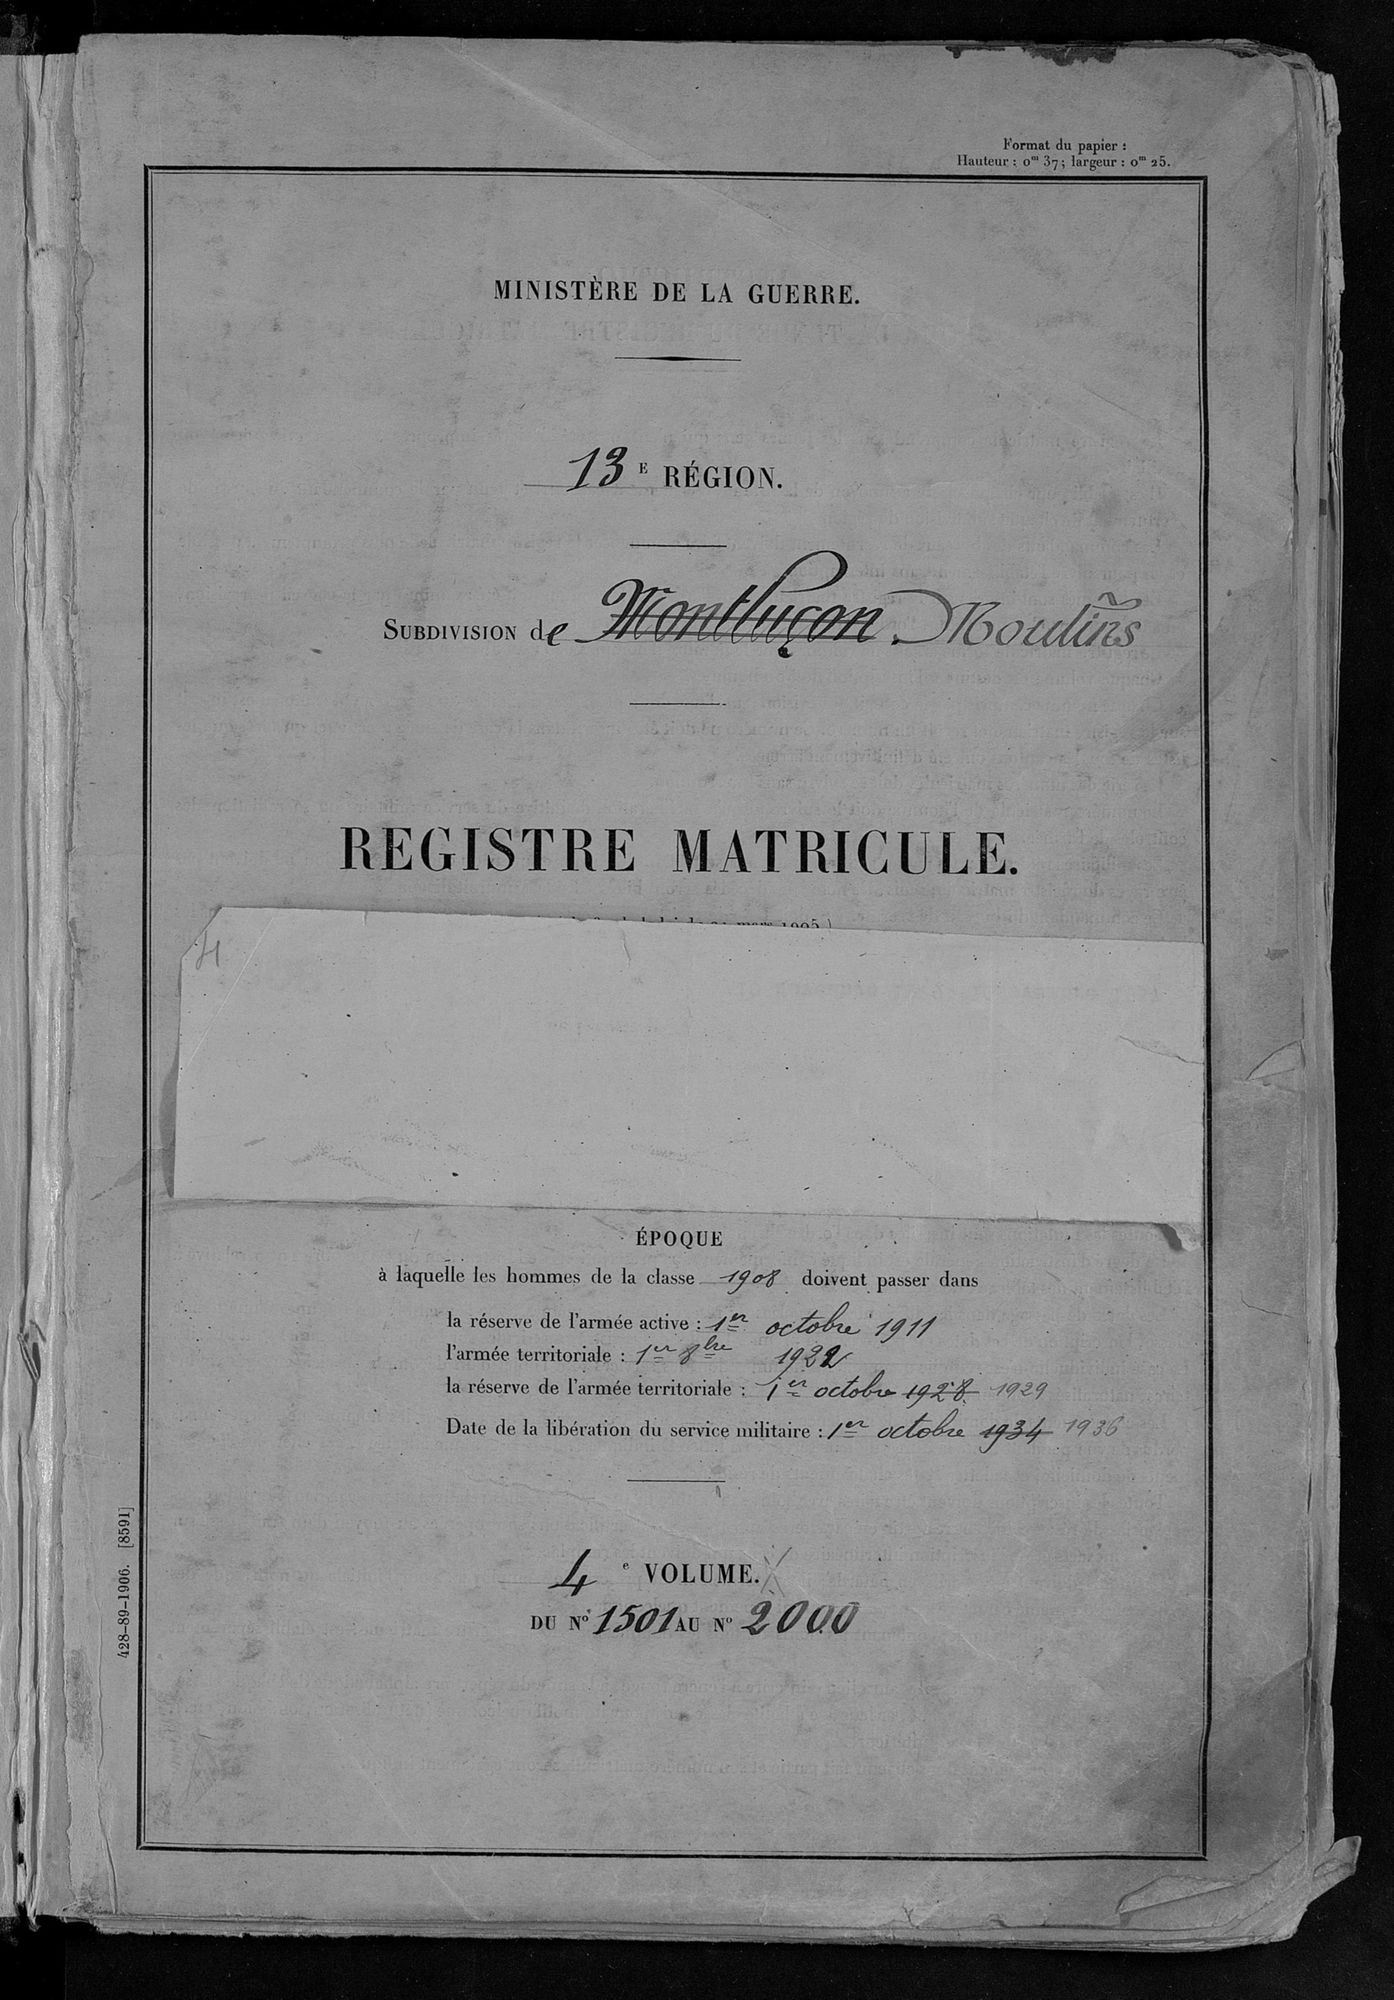 Format du papier :
Hauteur : 0ᵐ 37; largeur : 0ᵐ 25.
MINISTÈRE DE LA GUERRE.
13ᴱ RÉGION.
SUBDIVISION de Montluçon. Moulins
REGISTRE MATRICULE.
mars 1905)
ÉPOQUE
à laquelle les hommes de la classe 1908 doivent passer dans
la réserve de l'armée active : 1er octobre 1911
l'armée territoriale : 1er 8bre 1922
la réserve de l'armée territoriale : 1er octobre 1928. 1929
Date de la libération du service militaire : 1er octobre 1934 1936
4e VOLUME.
DU Nº 1501 AU Nº 2000
428-89-1906. [8591]